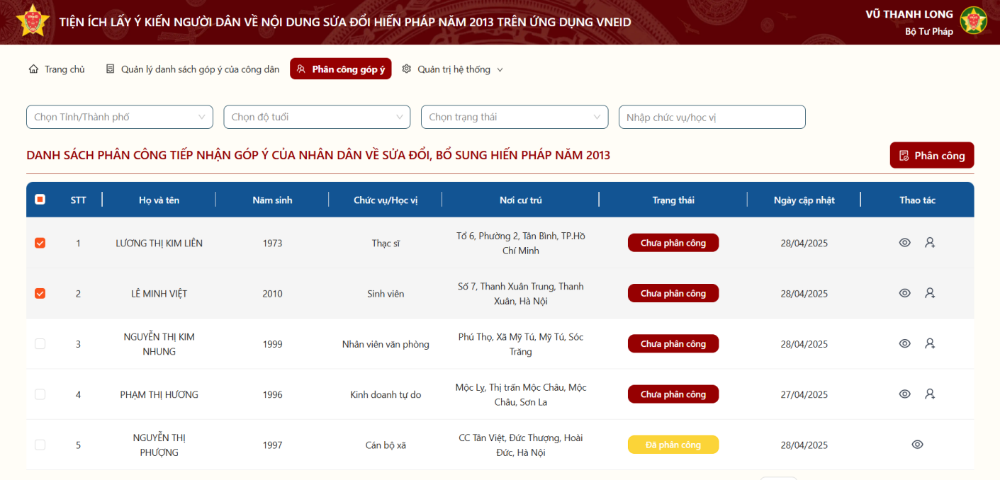 TIỆN ÍCH LẤY Ý KIẾN NGƯỜI DÂN VỀ NỘI DUNG SỬA ĐỔI HIẾN PHÁP NĂM 2013 TRÊN ỨNG DỤNG VNEID
VŨ THANH LONG
Bộ Tư Pháp
Trang chủ
Quản lý danh sách góp ý của công dân
Phân công góp ý
Quản trị hệ thống
Chọn Tỉnh/Thành phố
Chọn độ tuổi
Chọn trạng thái
Nhập chức vụ/học vị
DANH SÁCH PHÂN CÔNG TIẾP NHẬN GÓP Ý CỦA NHÂN DÂN VỀ SỬA ĐỔI, BỔ SUNG HIẾN PHÁP NĂM 2013
Phân công
STT
Họ và tên
Năm sinh
Chức vụ/Học vị
Nơi cư trú
Trạng thái
Ngày cập nhật
Thao tác
1
LƯƠNG THỊ KIM LIÊN
1973
Thạc sĩ
Tổ 6, Phường 2, Tân Bình, TP.Hồ
Chí Minh
Chưa phân công
28/04/2025
2
LÊ MINH VIỆT
2010
Sinh viên
Số 7, Thanh Xuân Trung, Thanh
Xuân, Hà Nội
Chưa phân công
28/04/2025
3
NGUYỄN THỊ KIM
NHUNG
1999
Nhân viên văn phòng
Phú Thọ, Xã Mỹ Tú, Mỹ Tú, Sóc
Trăng
Chưa phân công
28/04/2025
4
PHẠM THỊ HƯƠNG
1996
Kinh doanh tự do
Mộc Lỵ, Thị trấn Mộc Châu, Mộc
Châu, Sơn La
Chưa phân công
27/04/2025
5
NGUYỄN THỊ
PHƯỢNG
1997
Cán bộ xã
CC Tân Việt, Đức Thượng, Hoài
Đức, Hà Nội
Đã phân công
28/04/2025